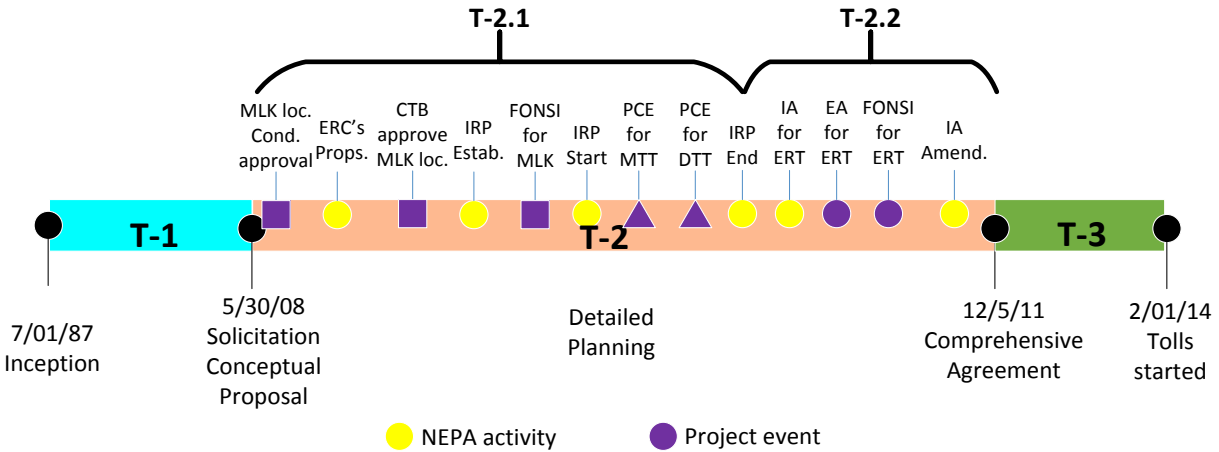 T-2.1
T-2.2
MLK loc.
Cond.
approval
ERC's
Props.
CTB
approve
MLK loc.
IRP
Estab.
FONSI
for
MLK
IRP
Start
PCE
for
MTT
PCE
for
DTT
IRP
End
IA
for
ERT
EA
for
ERT
FONSI
for
ERT
IA
Amend.
T-1
T-2
T-3
7/01/87
Inception
5/30/08
Solicitation
Conceptual
Proposal
Detailed
Planning
12/5/11
Comprehensive
Agreement
2/01/14
Tolls
started
NEPA activity
Project event